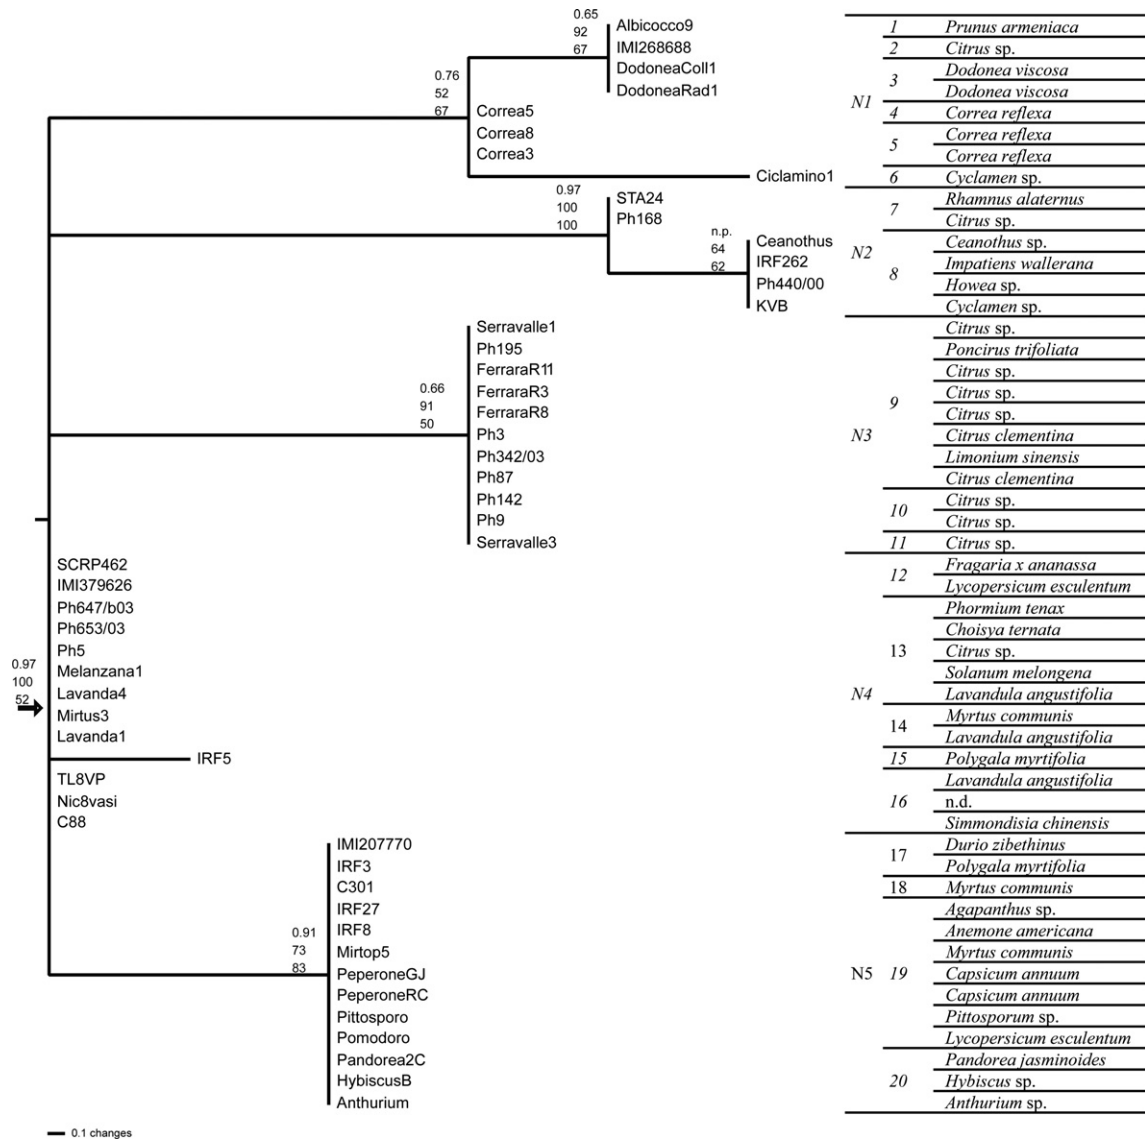 0.65
92
67
Albicocco9
IMI268688
DodoneaColl1
DodoneaRad1
0.76
52
67
Correa5
Correa8
Correa3
Ciclamino1
0.97
100
100
STA24
Ph168
n.p.
64
62
Ceanothus
IRF262
Ph440/00
KVB
0.66
91
50
Serravalle1
Ph195
FerraraR11
FerraraR3
FerraraR8
Ph3
Ph342/03
Ph87
Ph142
Ph9
Serravalle3
0.97
100
52
SCRP462
IMI379626
Ph647/b03
Ph653/03
Ph5
Melanzana1
Lavanda4
Mirtus3
Lavanda1
IRF5
TL8VP
Nic8vasi
C88
0.91
73
83
IMI207770
IRF3
C301
IRF27
IRF8
Mirtop5
PeperoneGJ
PeperoneRC
Pittosporo
Pomodoro
Pandorea2C
HybiscusB
Anthurium
0.1 changes
N1
1 Prunus armeniaca
2 Citrus sp.
3 Dodonea viscosa
Dodonea viscosa
4 Correa reflexa
5 Correa reflexa
Correa reflexa
6 Cyclamen sp.
N2
7 Rhamnus alaternus
Citrus sp.
8 Ceanothus sp.
Impatiens wallerana
Howea sp.
Cyclamen sp.
N3
9 Citrus sp.
Poncirus trifoliata
Citrus sp.
Citrus sp.
Citrus sp.
Citrus clementina
Limonium sinensis
Citrus clementina
10 Citrus sp.
Citrus sp.
11 Citrus sp.
N4
12 Fragaria x ananassa
Lycopersicum esculentum
13 Phormium tenax
Choisya ternata
Citrus sp.
Solanum melongena
Lavandula angustifolia
14 Myrtus communis
Lavandula angustifolia
15 Polygala myrtifolia
16 Lavandula angustifolia
n.d.
Simmondisia chinensis
N5
17 Durio zibethinus
Polygala myrtifolia
18 Myrtus communis
19 Agapanthus sp.
Anemone americana
Myrtus communis
Capsicum annuum
Capsicum annuum
Pittosporum sp.
Lycopersicum esculentum
20 Pandorea jasminoides
Hybiscus sp.
Anthurium sp.